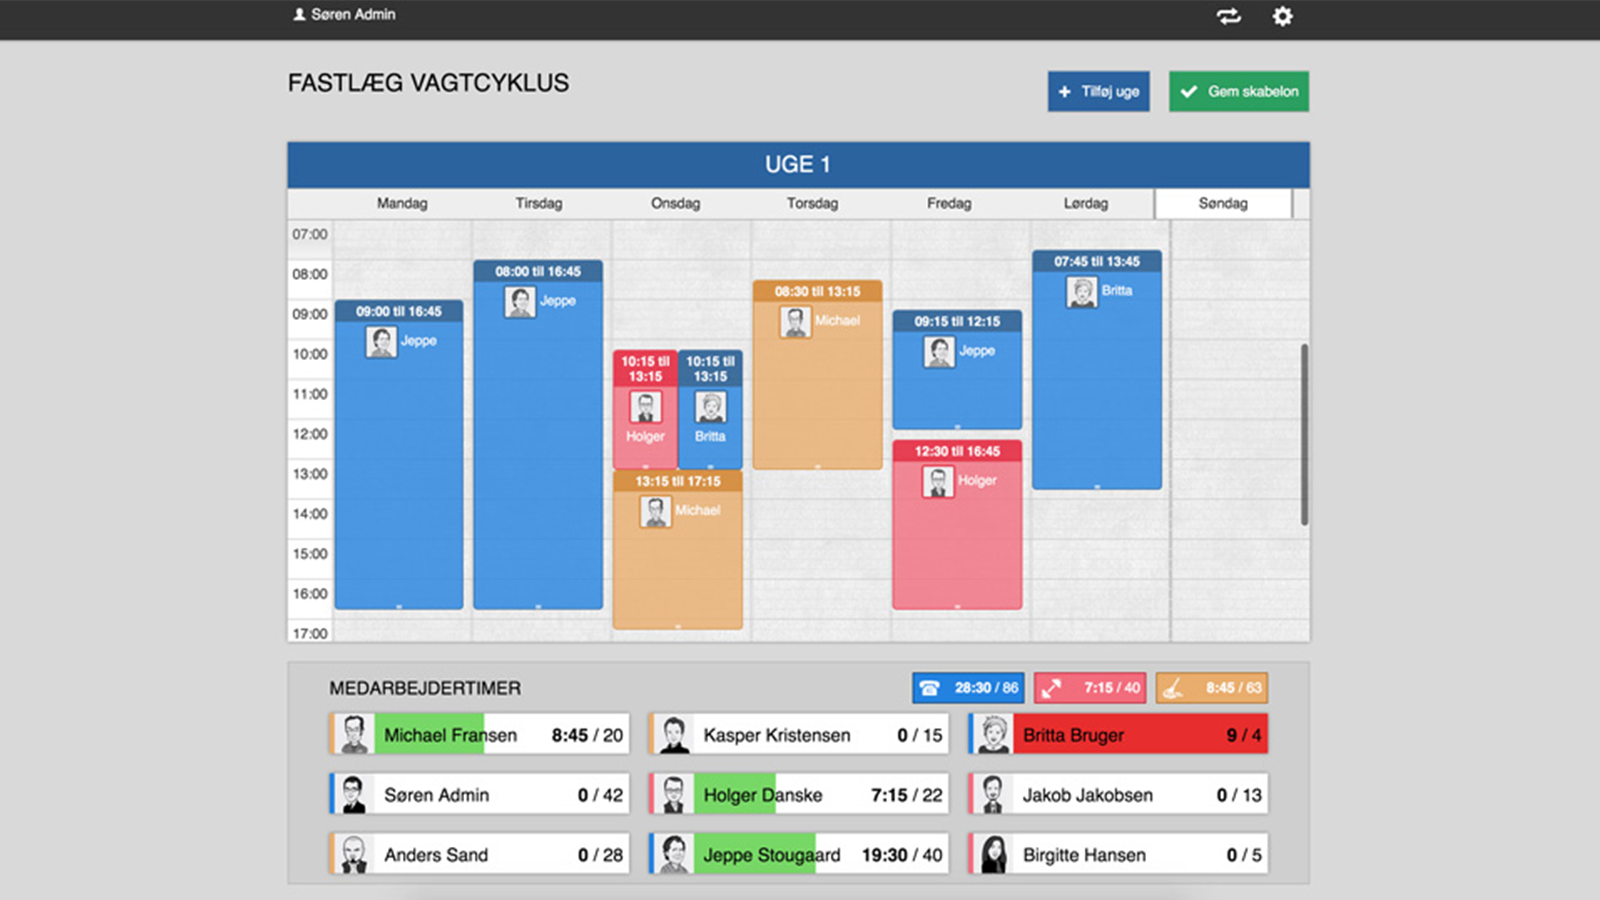 Søren Admin
FASTLÆG VAGTCYKLUS
Tilføj uge
Gem skabelon
UGE 1
Mandag Tirsdag Onsdag Torsdag Fredag Lørdag Søndag
07:00
08:00
09:00
10:00
11:00
12:00
13:00
14:00
15:00
16:00
17:00
09:00 til 16:45
Jeppe
08:00 til 16:45
Jeppe
10:15 til
13:15
Holger
10:15 til
13:15
Britta
13:15 til 17:15
Michael
08:30 til 13:15
Michael
09:15 til 12:15
Jeppe
12:30 til 16:45
Holger
07:45 til 13:45
Britta
MEDARBEJDERTIMER
28:30 / 86
7:15 / 40
8:45 / 63
Michael Fransen 8:45 / 20
Kasper Kristensen 0 / 15
Britta Bruger 9 / 4
Søren Admin 0 / 42
Holger Danske 7:15 / 22
Jakob Jakobsen 0 / 13
Anders Sand 0 / 28
Jeppe Stougaard 19:30 / 40
Birgitte Hansen 0 / 5